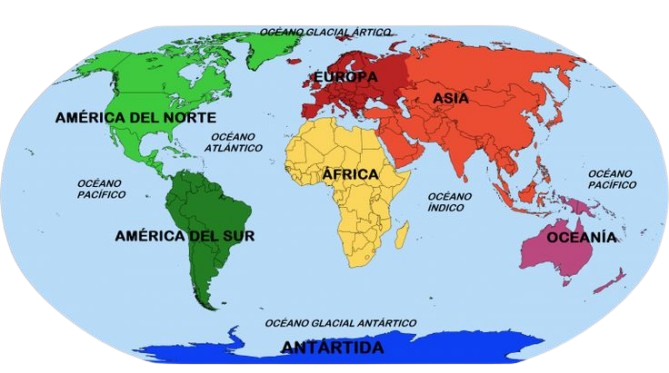 OCÉANO GLACIAL ÁRTICO
EUROPA
ASIA
AMÉRICA DEL NORTE
OCÉANO
ATLÁNTICO
ÁFRICA
OCÉANO
PACÍFICO
OCÉANO
ÍNDICO
OCÉANO
PACÍFICO
AMÉRICA DEL SUR
OCEANÍA
OCÉANO GLACIAL ANTÁRTICO
ANTÁRTIDA